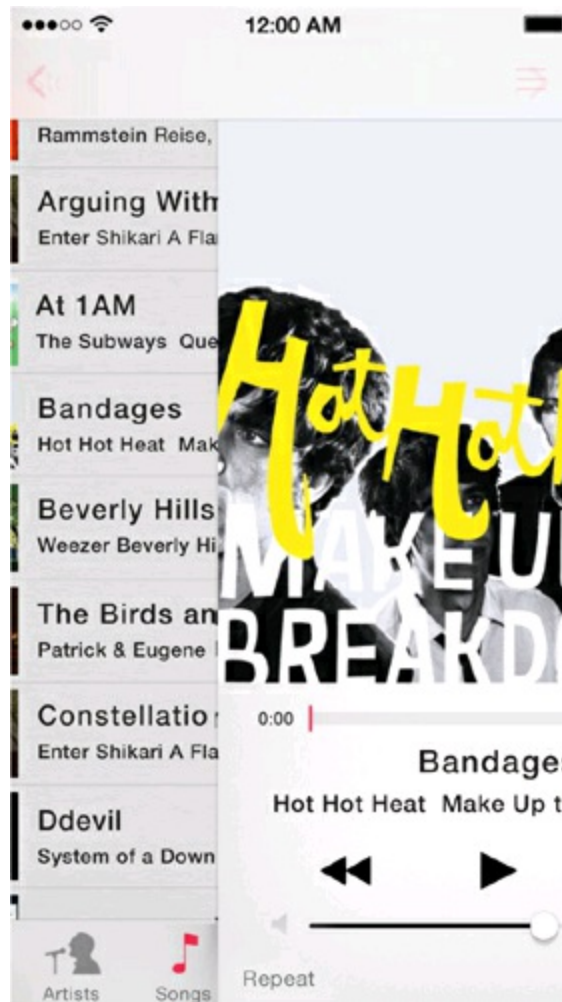 12:00 AM
Rammstein Reise,
Arguing With
Enter Shikari A Fla
At 1AM
The Subways Que
Bandages
Hot Hot Heat Mak
Beverly Hills
Weezer Beverly Hi
The Birds an
Patrick & Eugene
Constellatio
Enter Shikari A Fla
Ddevil
System of a Down
Artists
Songs
Hot Hot H
MAKE U
BREAKDO
0:00
Bandages
Hot Hot Heat Make Up t
Repeat